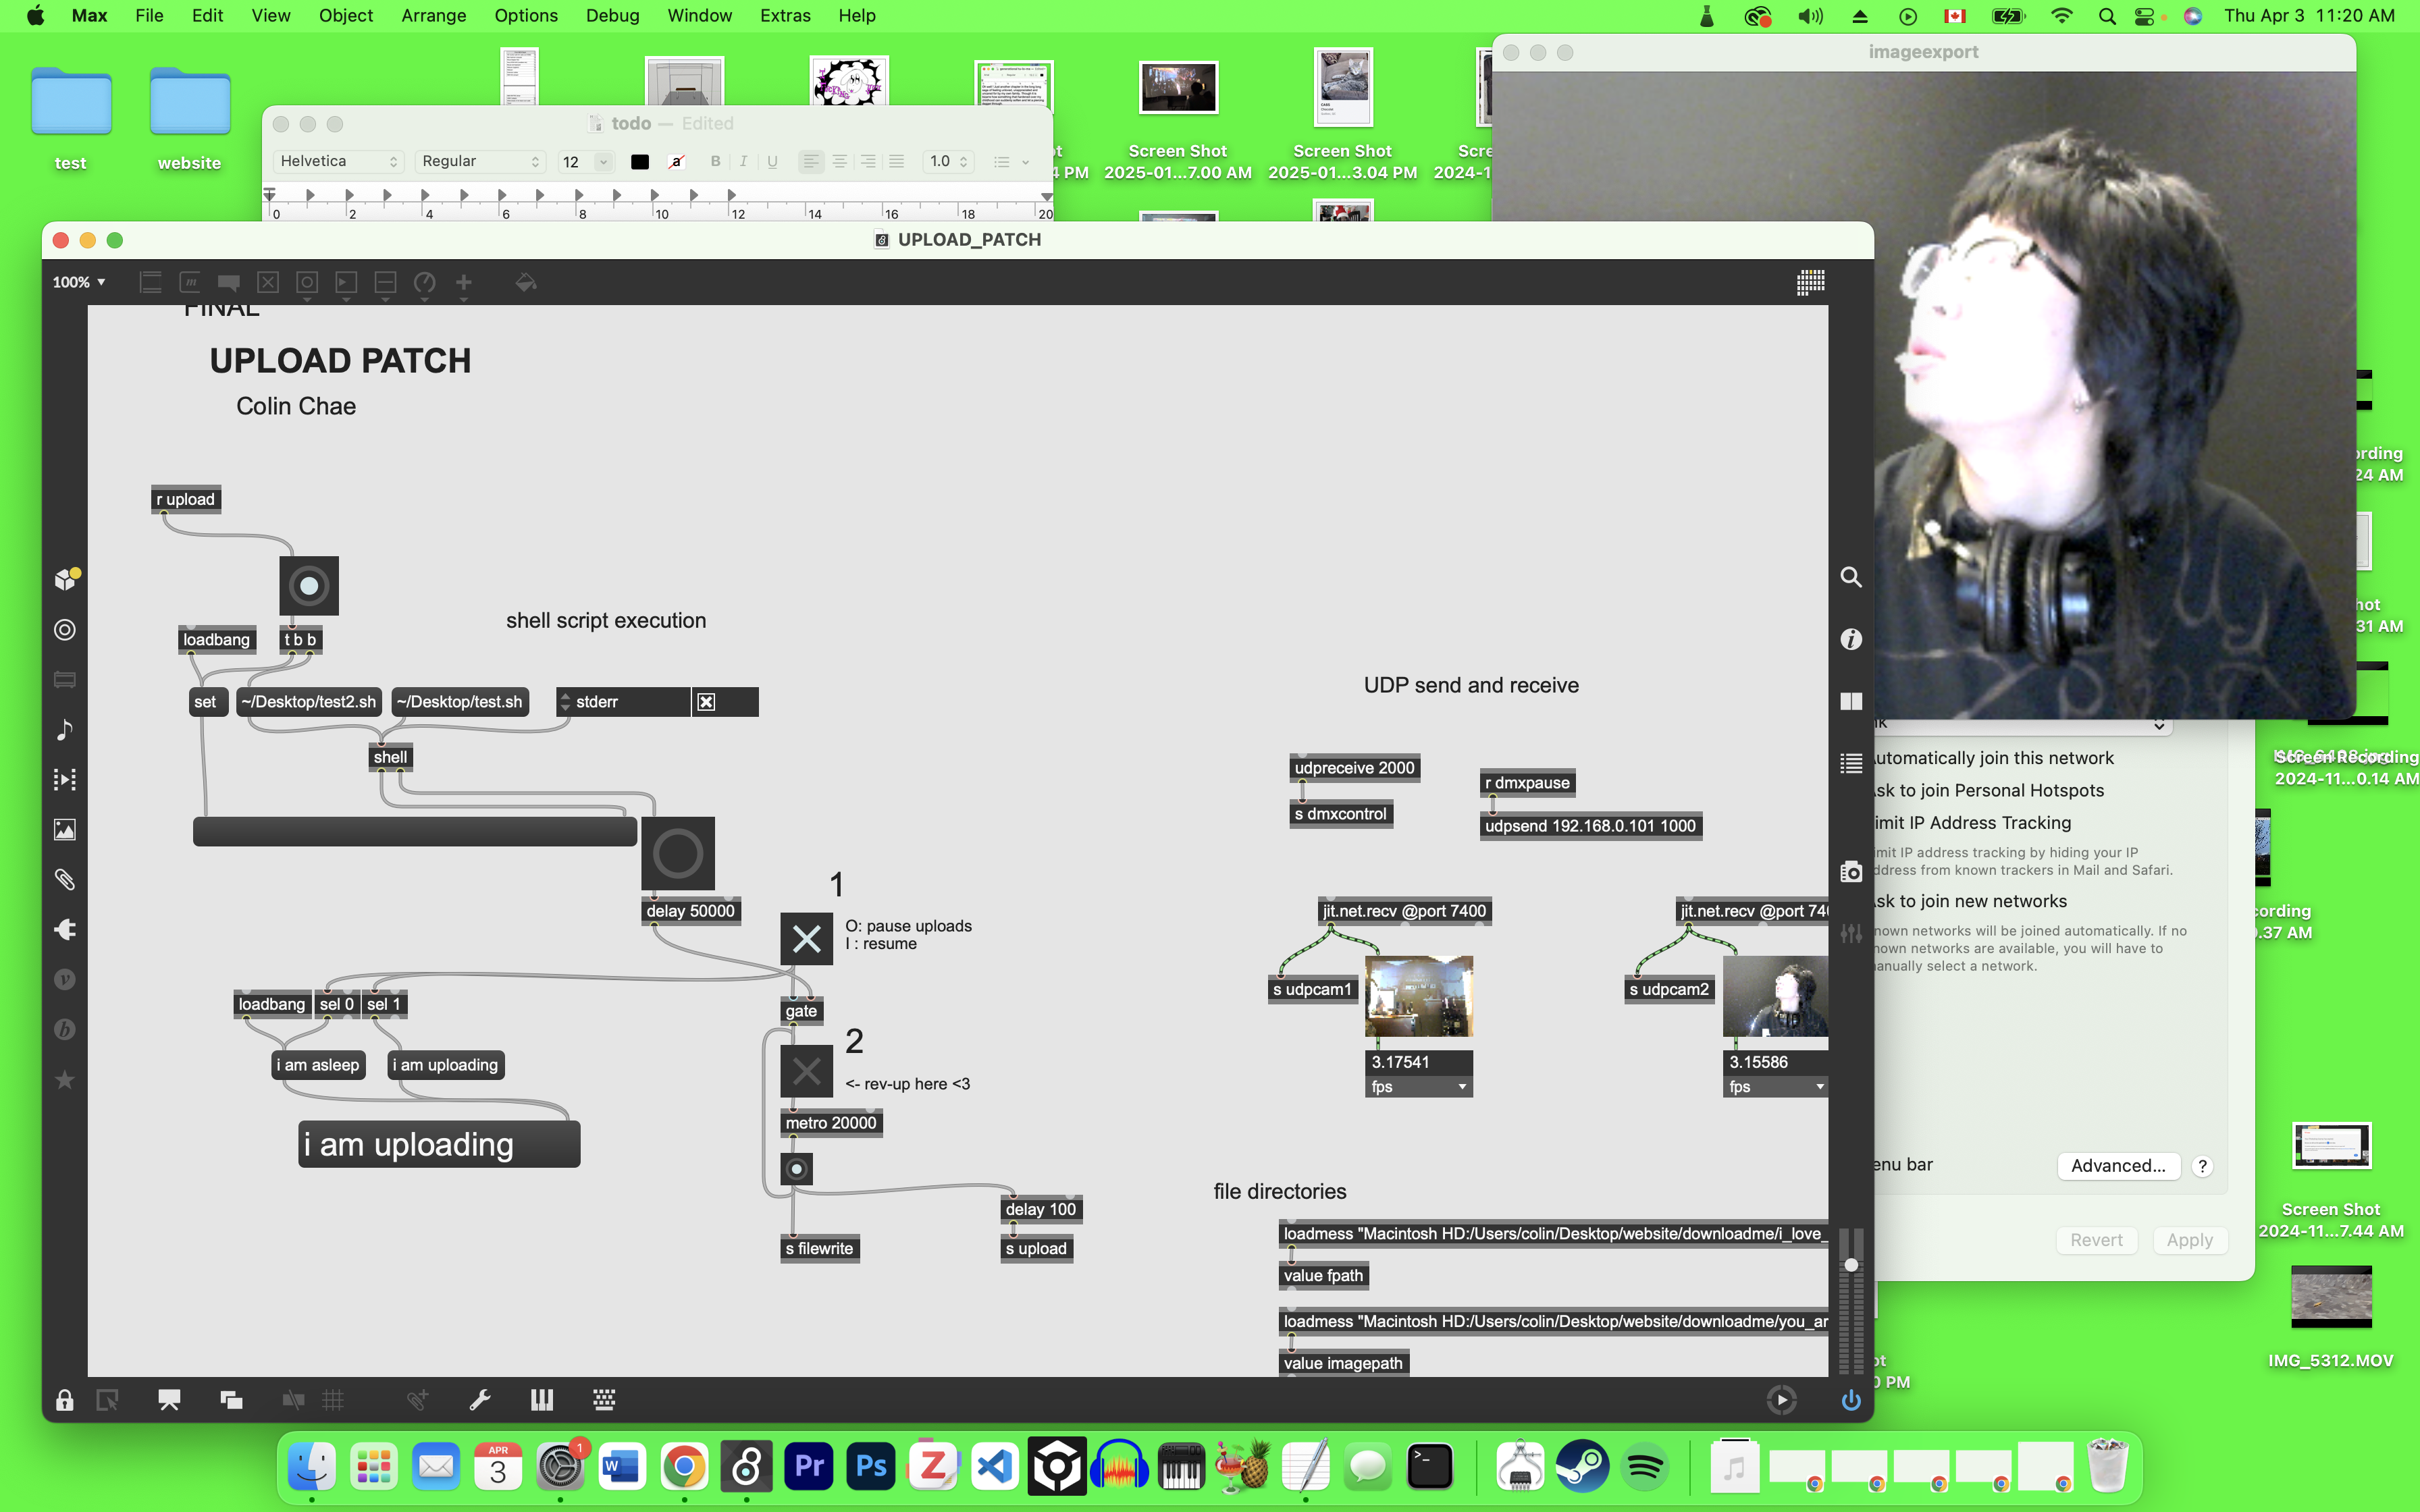 Max File Edit View Object Arrange Options Debug Window Extras Help
Thu Apr 3 11:20 AM
test
website
Screen Shot
2025-01...7.00 AM
Screen Shot
2025-01...3.04 PM
2024-1
4 PM
imageexport
todo — Edited
Helvetica
Regular
12
a
B I U
1.0
0 2 4 6 8 10 12 14 16 18 20
UPLOAD_PATCH
100%
FINAL
UPLOAD PATCH
Colin Chae
r upload
loadbang
t b b
shell script execution
set
~/Desktop/test2.sh
~/Desktop/test.sh
stderr
shell
delay 50000
1
O: pause uploads
I : resume
loadbang
sel 0
sel 1
gate
i am asleep
i am uploading
2
<- rev-up here <3
i am uploading
metro 20000
delay 100
s filewrite
s upload
UDP send and receive
udpreceive 2000
s dmxcontrol
r dmxpause
udpsend 192.168.0.101 1000
jit.net.recv @port 7400
s udpcam1
3.17541
fps
jit.net.recv @port 740
s udpcam2
3.15586
fps
file directories
loadmess "Macintosh HD:/Users/colin/Desktop/website/downloadme/i_love_
value fpath
loadmess "Macintosh HD:/Users/colin/Desktop/website/downloadme/you_ar
value imagepath
utomatically join this network
sk to join Personal Hotspots
imit IP Address Tracking
imit IP address tracking by hiding your IP
ddress from known trackers in Mail and Safari.
sk to join new networks
nown networks will be joined automatically. If no
nown networks are available, you will have to
anually select a network.
enu bar
Advanced...
?
Revert
Apply
ording
24 AM
hot
31 AM
Screen Recording
2024-11...0.14 AM
cording
0.37 AM
Screen Shot
2024-11...7.44 AM
IMG_5312.MOV
ot
0 PM
APR
3
1
W
Pr
Ps
Z